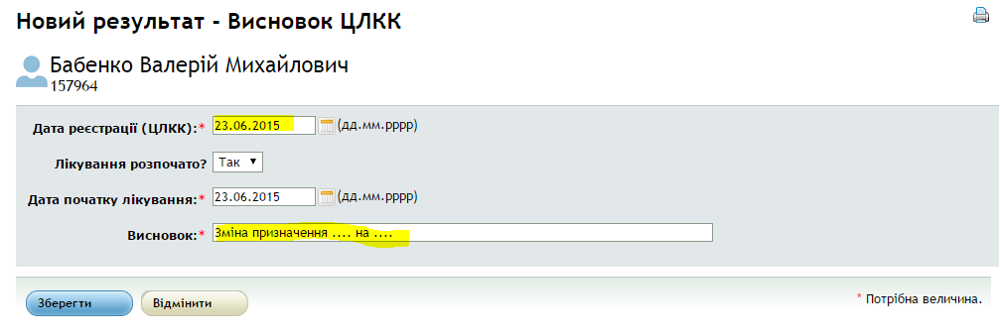 Новий результат - Висновок ЦЛКК
Бабенко Валерій Михайлович
157964
Дата реєстрації (ЦЛКК):* 23.06.2015 (дд.мм.рррр)
Лікування розпочато? Так
Дата початку лікування:* 23.06.2015 (дд.мм.рррр)
Висновок:* Зміна призначення .... на ....
Зберегти Відмінити * Потрібна величина.